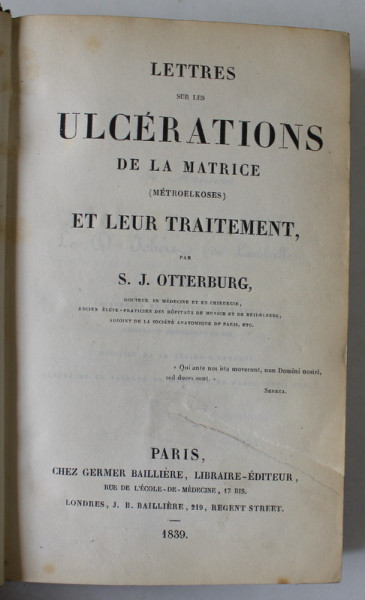 LETTRES
SUR LES
ULCÉRATIONS
DE LA MATRICE
(MÉTROELKOSES)
ET LEUR TRAITEMENT,
PAR
S. J. OTTERBURG,
DOCTEUR EN MÉDECINE ET EN CHIRURGIE,
ANCIEN ÉLÈVE-PRATICIEN DES HÔPITAUX DE MUNICH ET DE HEIDELBERG,
ADJOINT DE LA SOCIÉTÉ ANATOMIQUE DE PARIS, ETC.
« Qui ante nos ista moverunt, non Domini nostri,
sed duces sunt. »
SENECA.
PARIS,
CHEZ GERMER BAILLIÈRE, LIBRAIRE-ÉDITEUR,
RUE DE L'ÉCOLE-DE-MÉDECINE, 17 BIS.
LONDRES, J. B. BAILLIÈRE, 219, REGENT STREET.
1839.